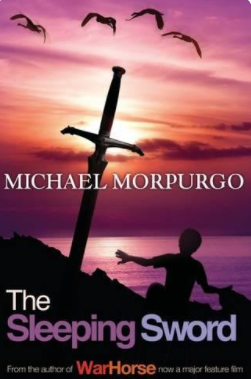 MICHAEL MORPURGO
The
Sleeping Sword
From the author of WarHorse now a major feature film